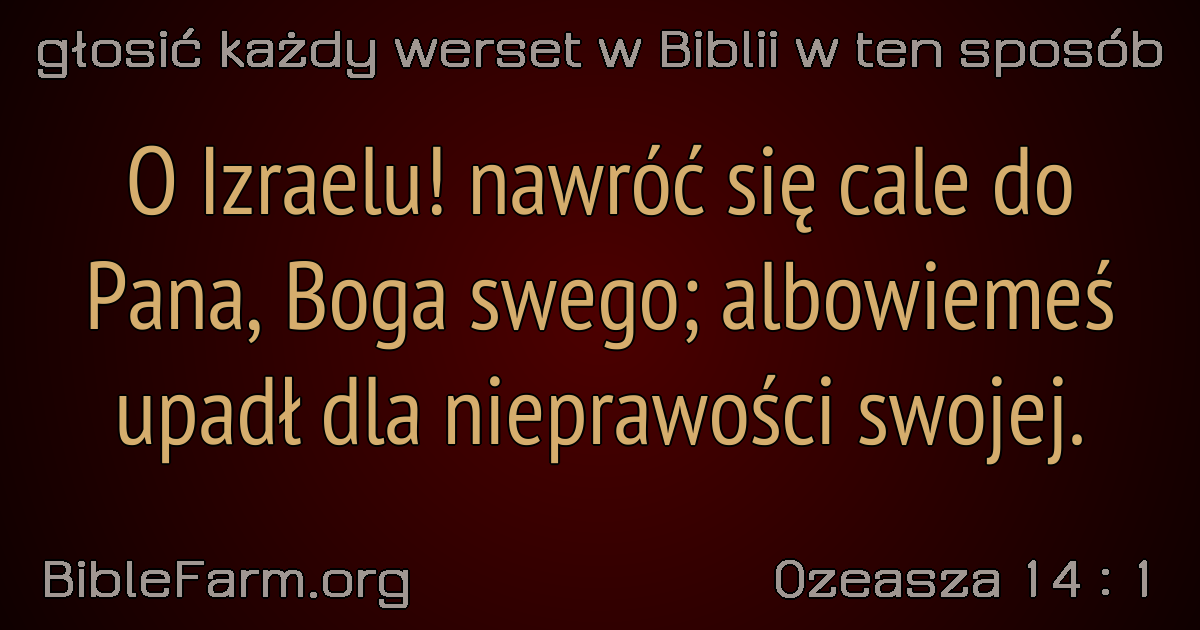 głosić każdy werset w Biblii w ten sposób
O Izraelu! nawróć się cale do
Pana, Boga swego; albowiemeś
upadł dla nieprawości swojej.
BibleFarm.org
Ozeasza 14 : 1